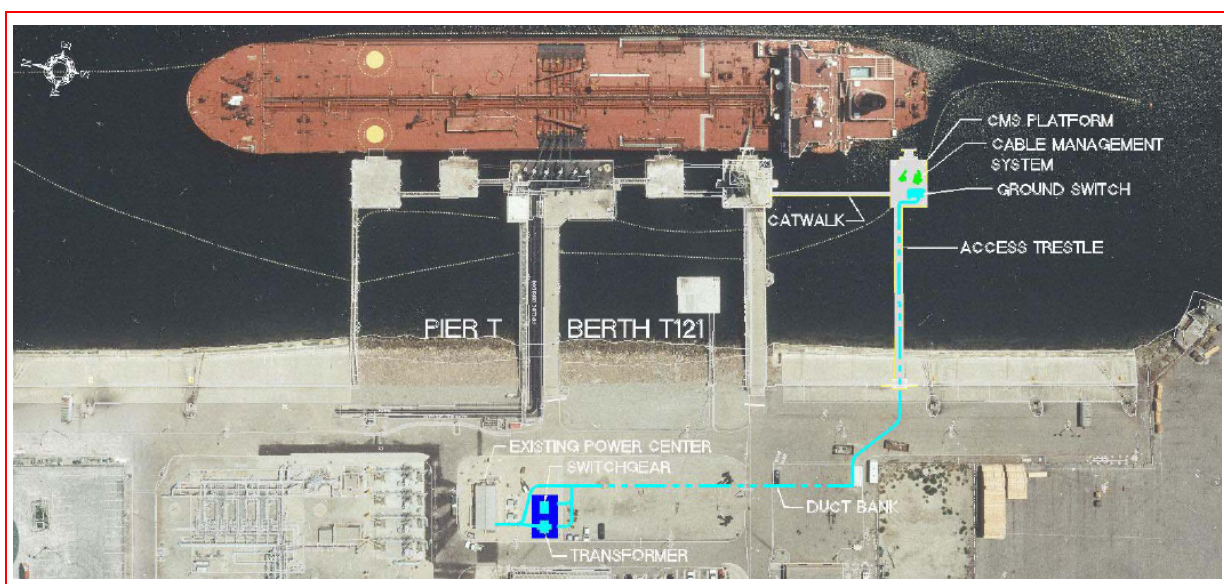 N
E
S
W
CMS PLATFORM
CABLE MANAGEMENT
SYSTEM
GROUND SWITCH
CATWALK
ACCESS TRESTLE
PIER T
BERTH T121
EXISTING POWER CENTER
SWITCHGEAR
DUCT BANK
TRANSFORMER